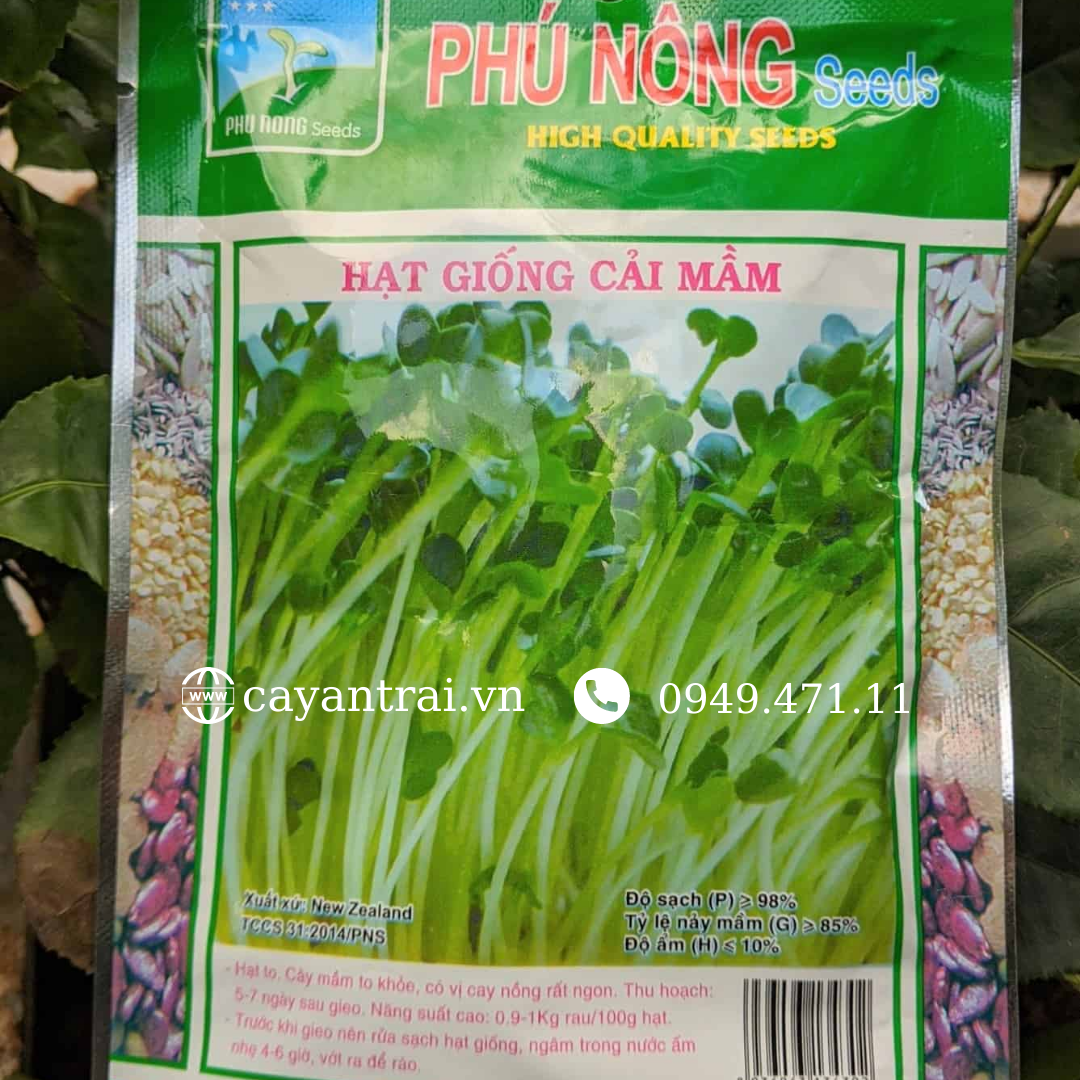 PHÚ NÔNG Seeds
PHU NONG Seeds
HIGH QUALITY SEEDS
HẠT GIỐNG CẢI MẦM
www cayantrai.vn 0949.471.11
Xuất xứ: New Zealand
TCCS 31:2014/PNS
Độ sạch (P) ≥ 98%
Tỷ lệ nảy mầm (G) ≥ 85%
Độ ẩm (H) ≤ 10%
- Hạt to. Cây mầm to khỏe, có vị cay nồng rất ngon. Thu hoạch:
5-7 ngày sau gieo. Năng suất cao: 0,9-1Kg rau/100g hạt.
- Trước khi gieo nên rửa sạch hạt giống, ngâm trong nước ấm
nhẹ 4-6 giờ, vớt ra để ráo.